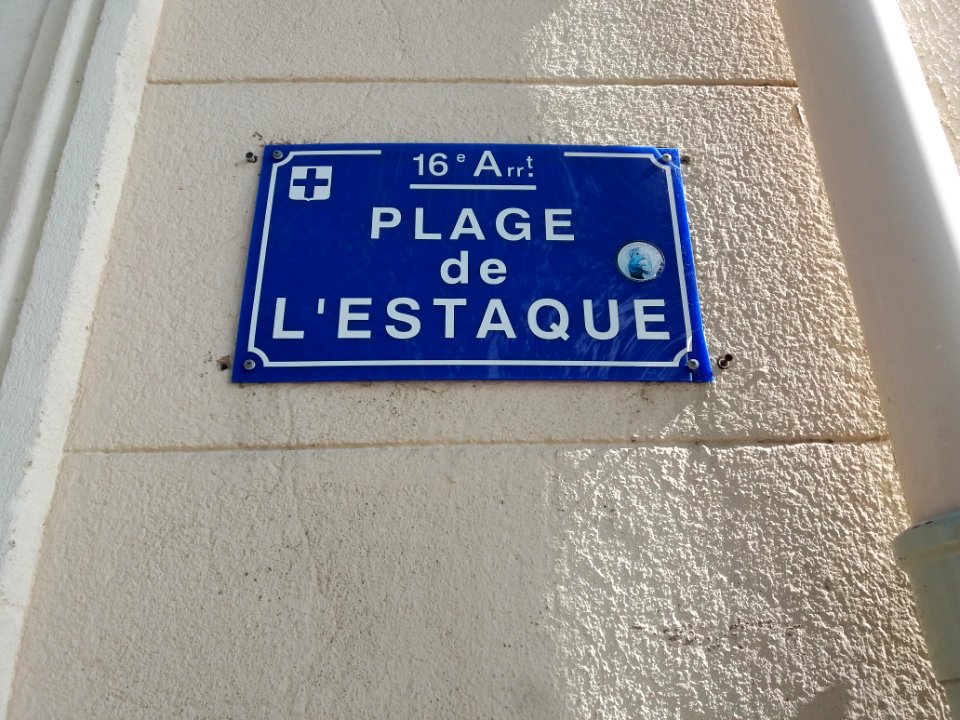 16e Arrt.
PLAGE
de
L'ESTAQUE